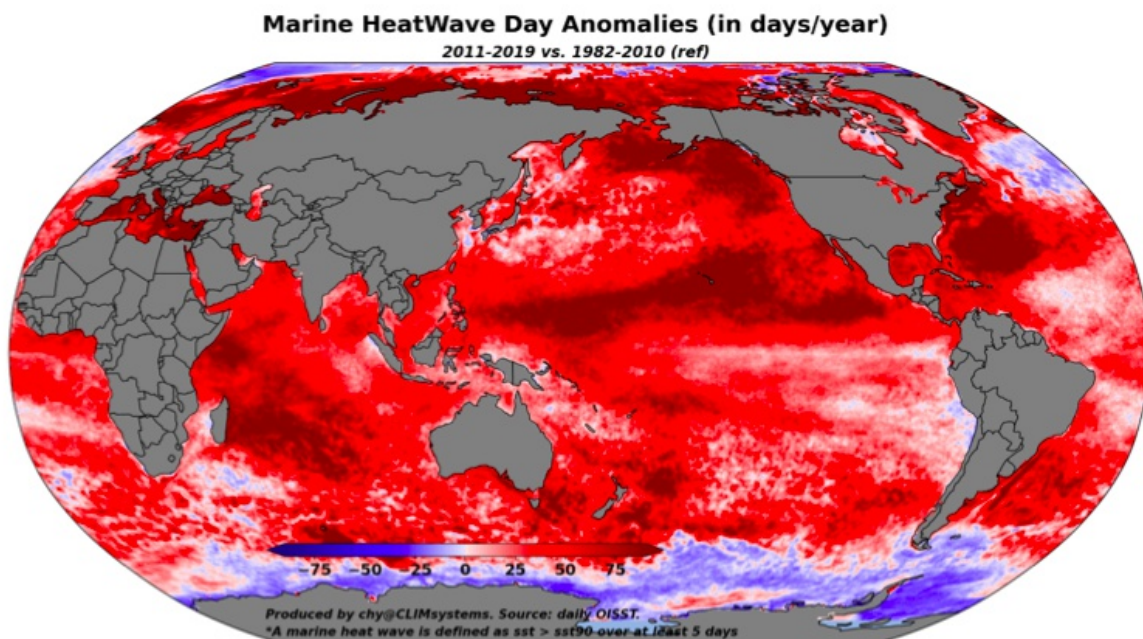 Marine HeatWave Day Anomalies (in days/year)
2011-2019 vs. 1982-2010 (ref)
−75 −50 −25 0 25 50 75
Produced by chy@CLIMsystems. Source: daily OISST.
*A marine heat wave is defined as sst > sst90 over at least 5 days